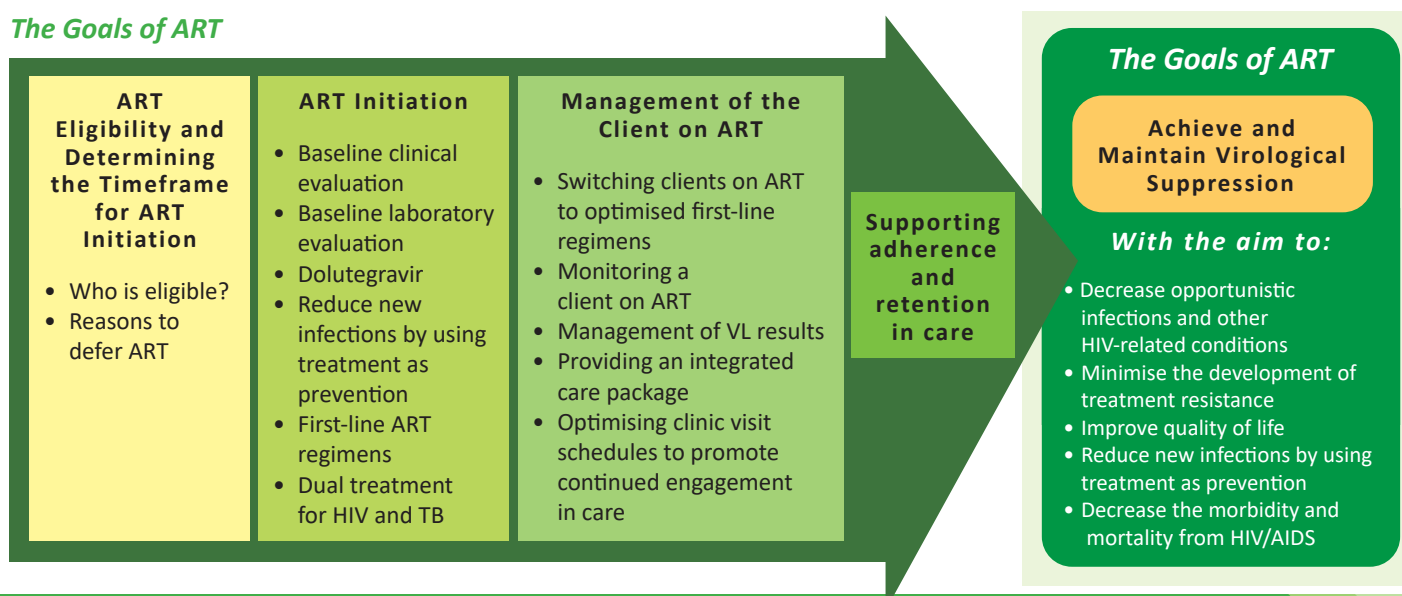 The Goals of ART
ART
Eligibility and
Determining
the Timeframe
for ART
Initiation
• Who is eligible?
• Reasons to
defer ART
ART Initiation
• Baseline clinical
evaluation
• Baseline laboratory
evaluation
• Dolutegravir
• Reduce new
infections by using
treatment as
prevention
• First-line ART
regimens
• Dual treatment
for HIV and TB
Management of the
Client on ART
• Switching clients on ART
to optimised first-line
regimens
• Monitoring a
client on ART
• Management of VL results
• Providing an integrated
care package
• Optimising clinic visit
schedules to promote
continued engagement
in care
Supporting
adherence
and
retention
in care
The Goals of ART
Achieve and
Maintain Virological
Suppression
With the aim to:
• Decrease opportunistic
infections and other
HIV-related conditions
• Minimise the development of
treatment resistance
• Improve quality of life
• Reduce new infections by using
treatment as prevention
• Decrease the morbidity and
mortality from HIV/AIDS